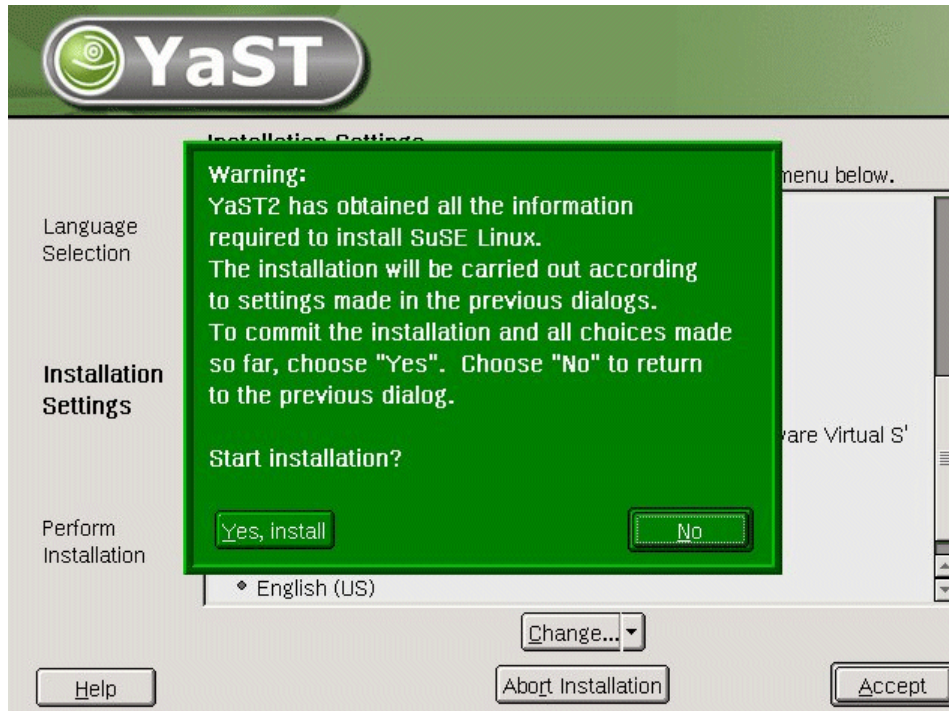 YaST
Installation Settings
menu below.
Language
Selection
Warning:
YaST2 has obtained all the information
required to install SuSE Linux.
The installation will be carried out according
to settings made in the previous dialogs.
To commit the installation and all choices made
so far, choose "Yes".  Choose "No" to return
to the previous dialog.
Start installation?
Yes, install
No
Installation
Settings
Perform
Installation
ware Virtual S'
English (US)
Change...
Help
Abort Installation
Accept